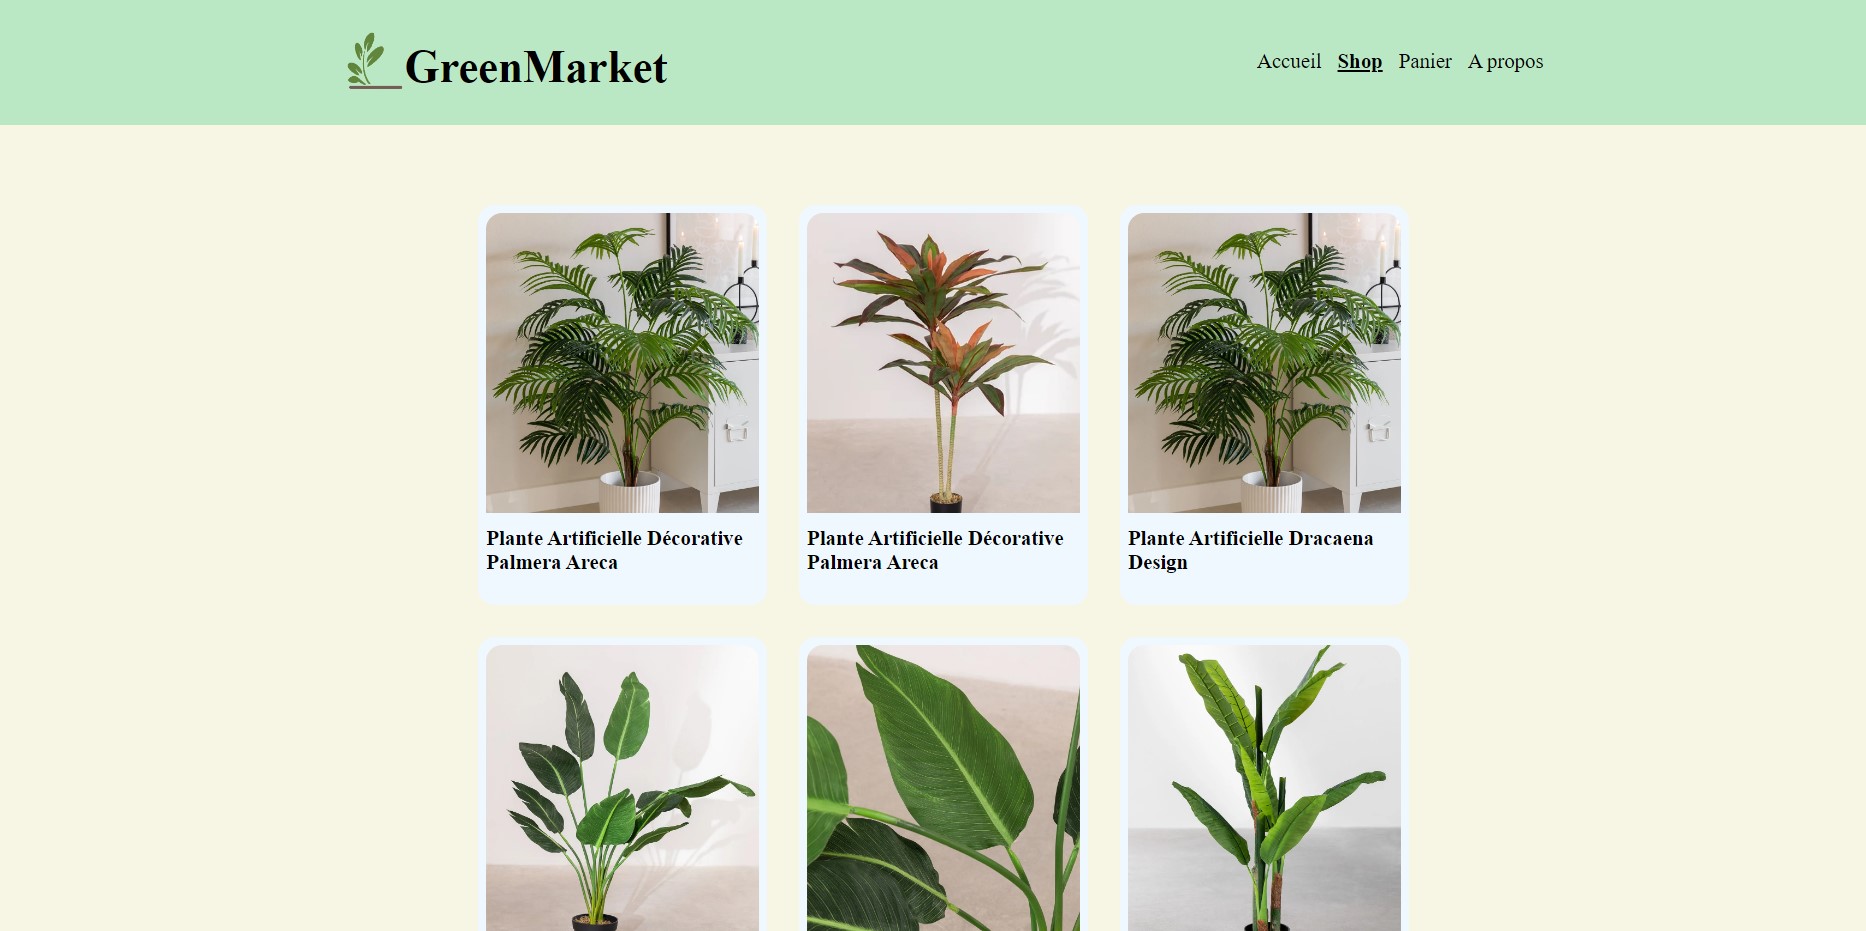 GreenMarket
Accueil Shop Panier A propos
Plante Artificielle Décorative
Palmera Areca
Plante Artificielle Décorative
Palmera Areca
Plante Artificielle Dracaena
Design